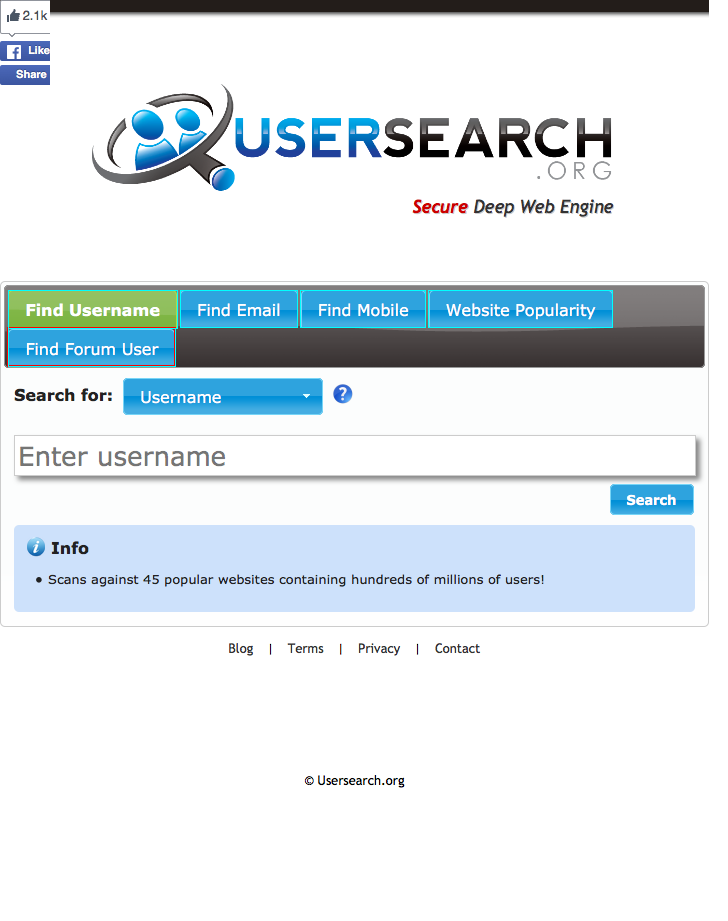 2.1k
Like
Share
USERSEARCH
.ORG
Secure Deep Web Engine
Find Username Find Email Find Mobile Website Popularity
Find Forum User
Search for: Username ?
Enter username
Search
i Info
• Scans against 45 popular websites containing hundreds of millions of users!
Blog | Terms | Privacy | Contact
© Usersearch.org